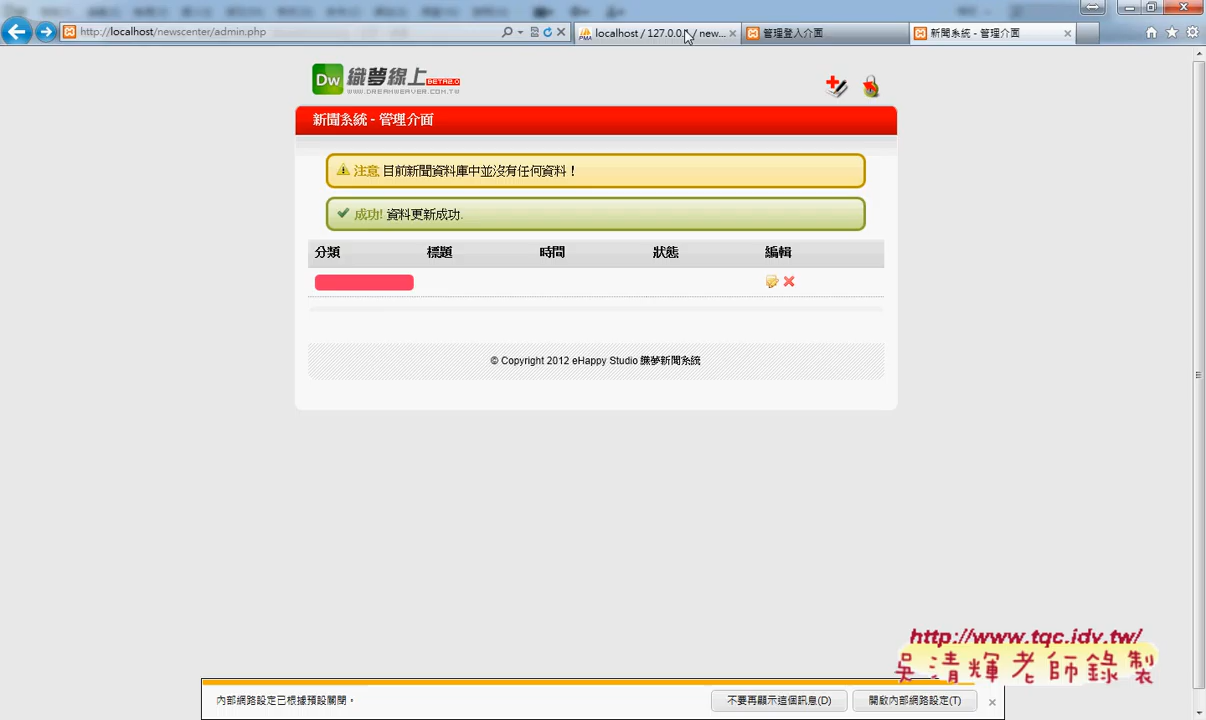 http://localhost/newscenter/admin.php
localhost / 127.0.0.1 / new...
管理登入介面
新聞系統 - 管理介面
Dw 織夢線上 BETA2.0
WWW.DREAMWEAVER.COM.TW
新聞系統 - 管理介面
注意 目前新聞資料庫中並沒有任何資料！
成功! 資料更新成功.
分類 標題 時間 狀態 編輯
© Copyright 2012 eHappy Studio 織夢新聞系統
http://www.tqc.idv.tw/
吳清輝老師錄製
內部網路設定已根據預設關閉。 不要再顯示這個訊息(D) 開啟內部網路設定(T)